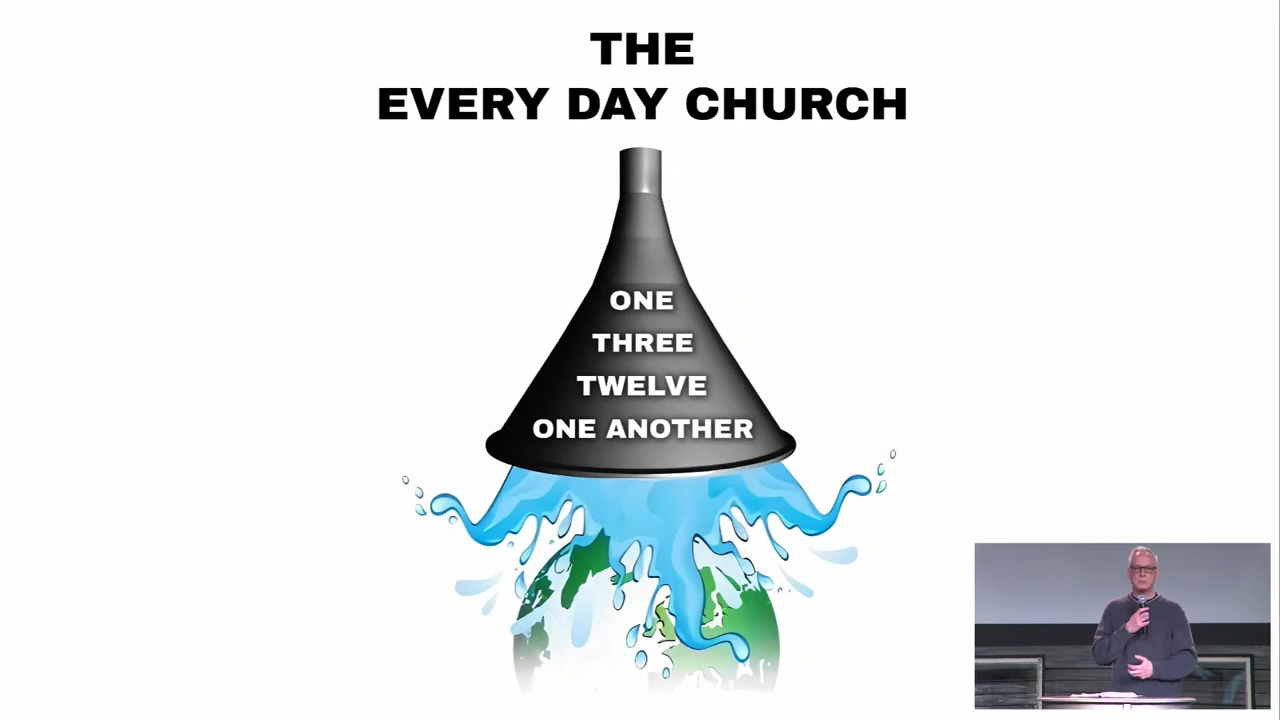 THE
EVERY DAY CHURCH
ONE
THREE
TWELVE
ONE ANOTHER